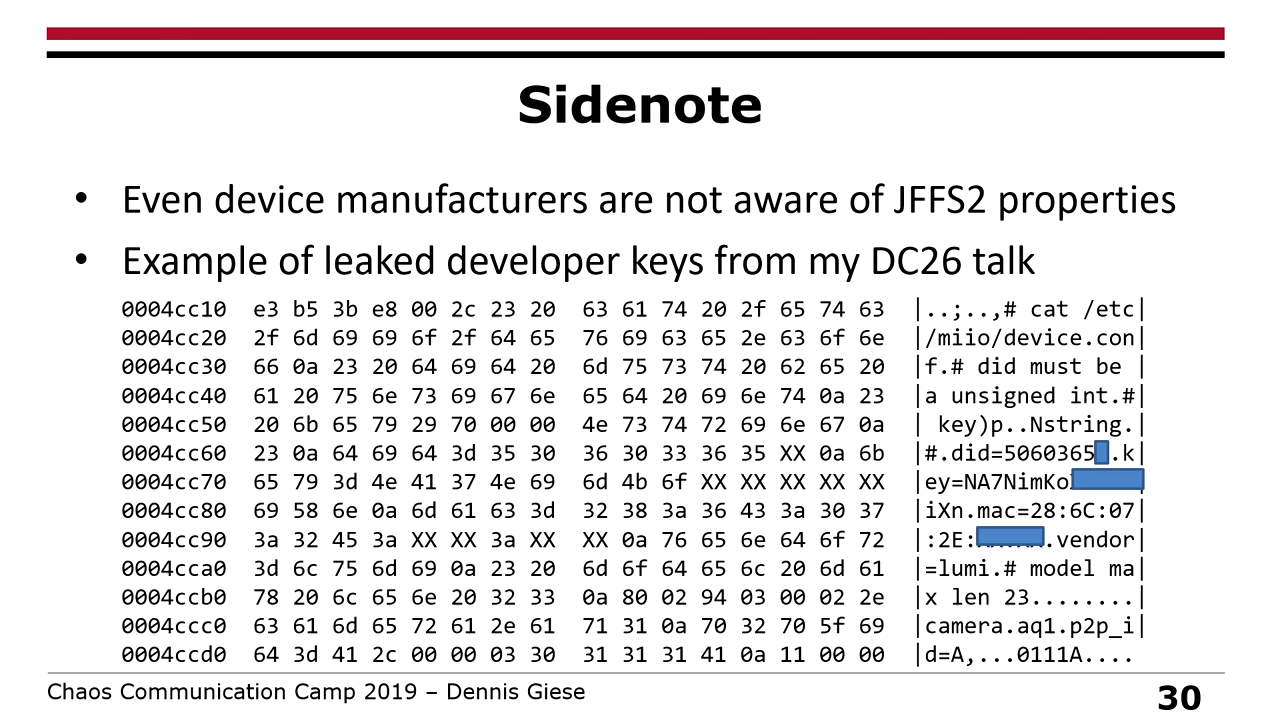 Sidenote
• Even device manufacturers are not aware of JFFS2 properties
• Example of leaked developer keys from my DC26 talk
0004cc10  e3 b5 3b e8 00 2c 23 20  63 61 74 20 2f 65 74 63  |..;..,# cat /etc|
0004cc20  2f 6d 69 69 6f 2f 64 65  76 69 63 65 2e 63 6f 6e  |/miio/device.con|
0004cc30  66 0a 23 20 64 69 64 20  6d 75 73 74 20 62 65 20  |f.# did must be |
0004cc40  61 20 75 6e 73 69 67 6e  65 64 20 69 6e 74 0a 23  |a unsigned int.#|
0004cc50  20 6b 65 79 29 70 00 00  4e 73 74 72 69 6e 67 0a  | key)p..Nstring.|
0004cc60  23 0a 64 69 64 3d 35 30  36 30 33 36 35 XX 0a 6b  |#.did=5060365 .k|
0004cc70  65 79 3d 4e 41 37 4e 69  6d 4b 6f XX XX XX XX XX  |ey=NA7NimKo
0004cc80  69 58 6e 0a 6d 61 63 3d  32 38 3a 36 43 3a 30 37  |iXn.mac=28:6C:07|
0004cc90  3a 32 45 3a XX XX 3a XX  XX 0a 76 65 6e 64 6f 72  |:2E: .vendor|
0004cca0  3d 6c 75 6d 69 0a 23 20  6d 6f 64 65 6c 20 6d 61  |=lumi.# model ma|
0004ccb0  78 20 6c 65 6e 20 32 33  0a 80 02 94 03 00 02 2e  |x len 23........|
0004ccc0  63 61 6d 65 72 61 2e 61  71 31 0a 70 32 70 5f 69  |camera.aq1.p2p_i|
0004ccd0  64 3d 41 2c 00 00 03 30  31 31 31 41 0a 11 00 00  |d=A,...0111A....
Chaos Communication Camp 2019 – Dennis Giese
30